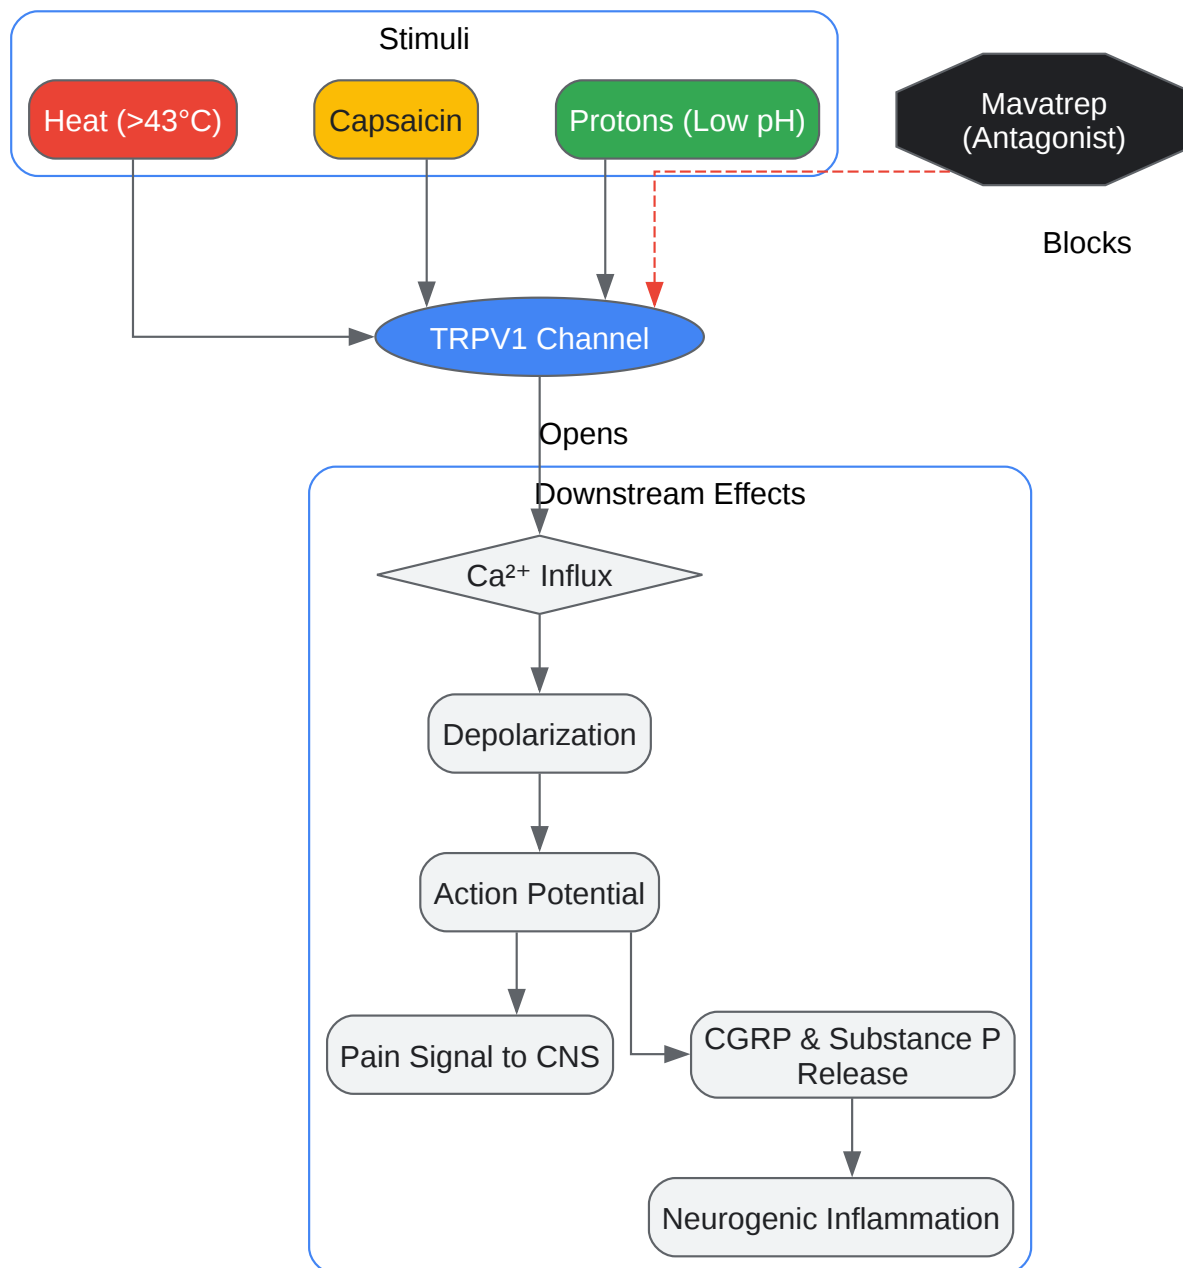 Stimuli
Heat (>43°C)
Capsaicin
Protons (Low pH)
Mavatrep
(Antagonist)
Blocks
TRPV1 Channel
Opens
Downstream Effects
Ca²⁺ Influx
Depolarization
Action Potential
Pain Signal to CNS
CGRP & Substance P
Release
Neurogenic Inflammation